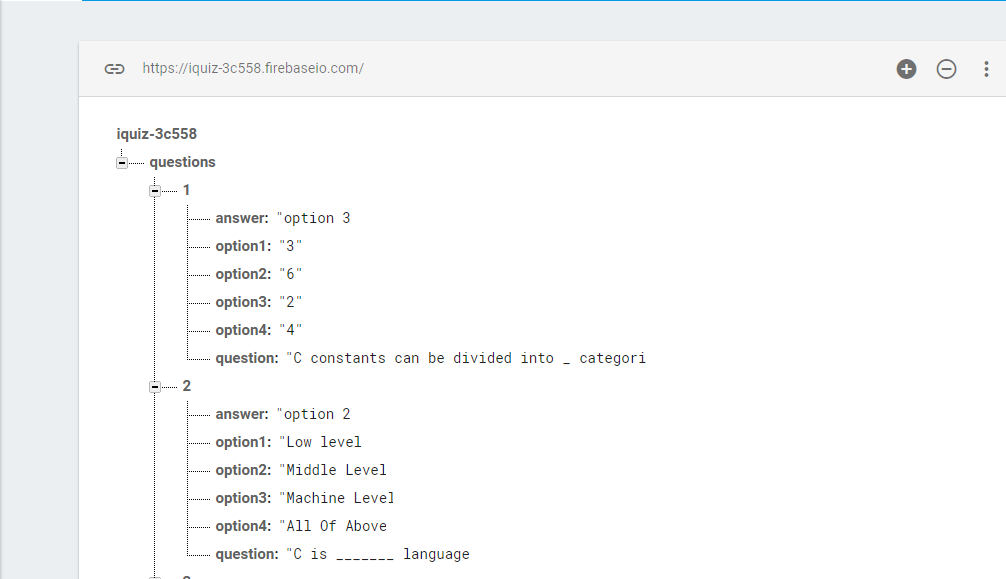 https://iquiz-3c558.firebaseio.com/
iquiz-3c558
questions
1
answer: "option 3
option1: "3"
option2: "6"
option3: "2"
option4: "4"
question: "C constants can be divided into _ categori
2
answer: "option 2
option1: "Low level
option2: "Middle Level
option3: "Machine Level
option4: "All Of Above
question: "C is _______ language